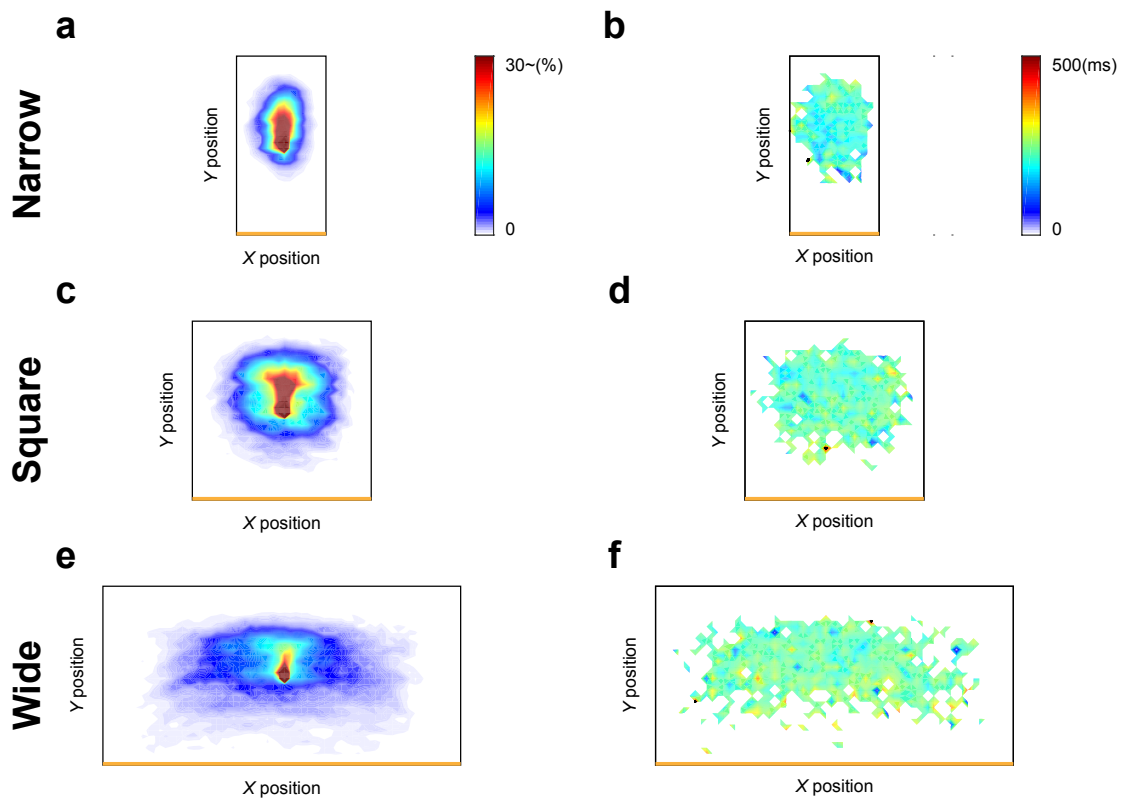 a
b
Narrow
Y position
30~(%)
0
X position
Y position
500(ms)
0
X position
c
d
Square
Y position
X position
Y position
X position
e
f
Wide
Y position
X position
Y position
X position